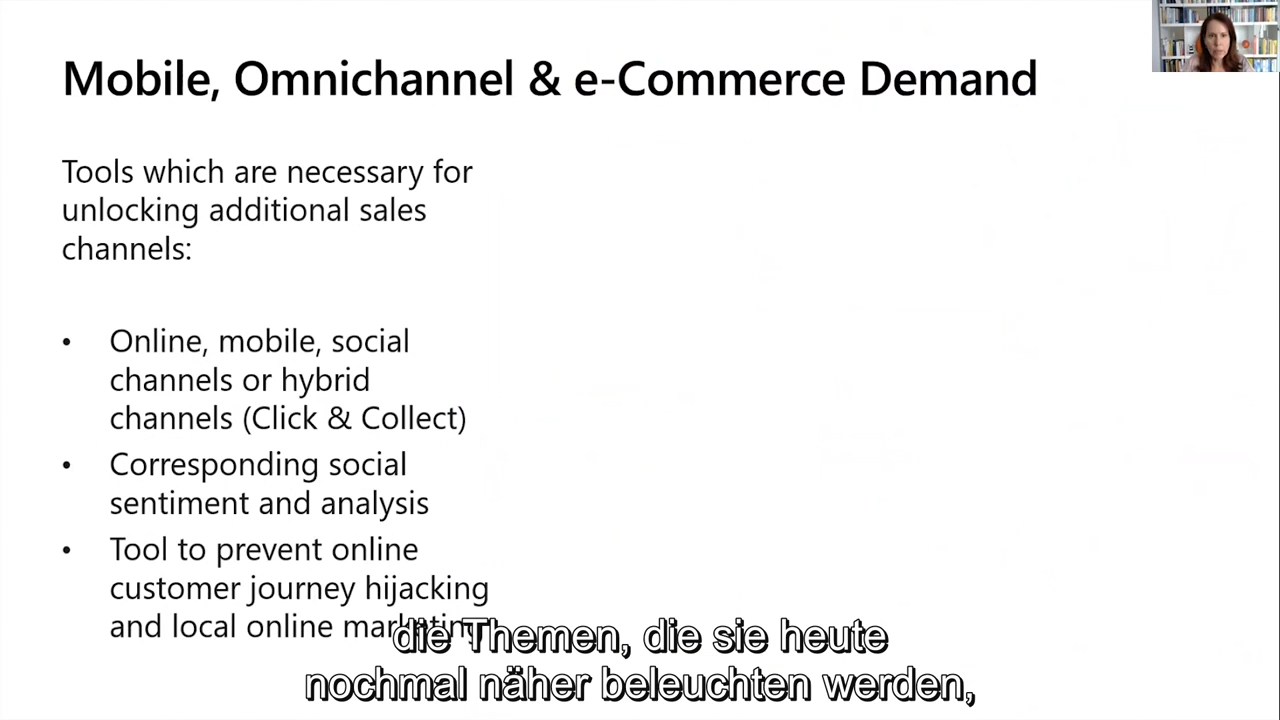 Mobile, Omnichannel & e-Commerce Demand
Tools which are necessary for
unlocking additional sales
channels:
• Online, mobile, social
channels or hybrid
channels (Click & Collect)
• Corresponding social
sentiment and analysis
• Tool to prevent online
customer journey hijacking
and local online marketing
die Themen, die sie heute
nochmal näher beleuchten werden,